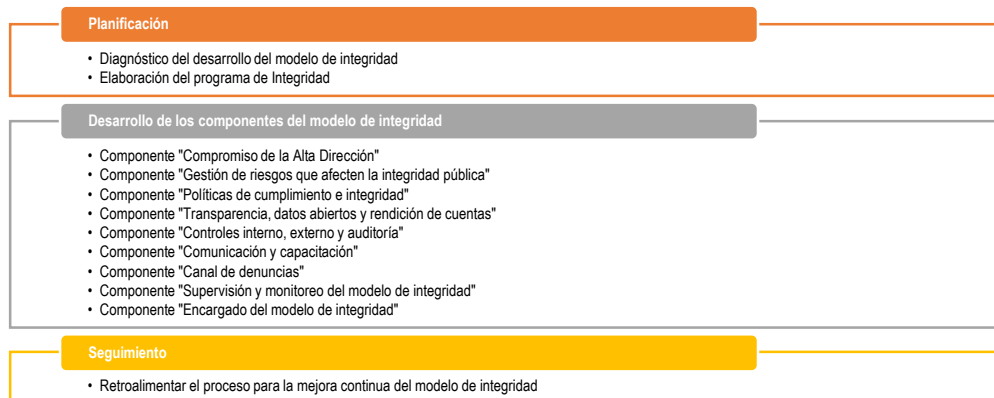 Planificación
• Diagnóstico del desarrollo del modelo de integridad
• Elaboración del programa de Integridad
Desarrollo de los componentes del modelo de integridad
• Componente "Compromiso de la Alta Dirección"
• Componente "Gestión de riesgos que afecten la integridad pública"
• Componente "Políticas de cumplimiento e integridad"
• Componente "Transparencia, datos abiertos y rendición de cuentas"
• Componente "Controles interno, externo y auditoría"
• Componente "Comunicación y capacitación"
• Componente "Canal de denuncias"
• Componente "Supervisión y monitoreo del modelo de integridad"
• Componente "Encargado del modelo de integridad"
Seguimiento
• Retroalimentar el proceso para la mejora continua del modelo de integridad